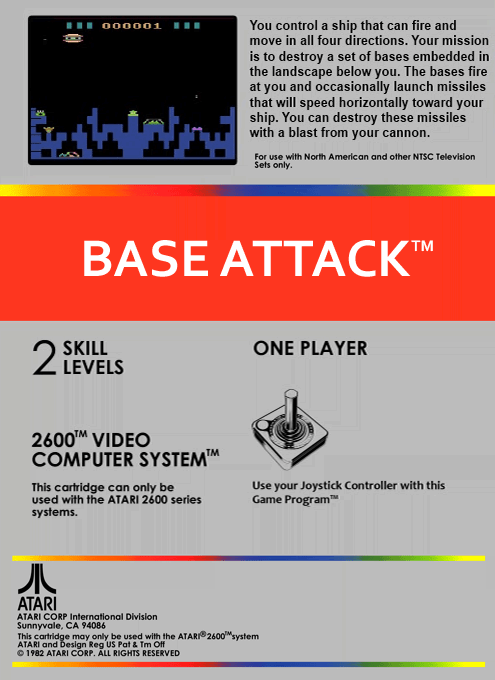 000001
You control a ship that can fire and
move in all four directions. Your mission
is to destroy a set of bases embedded in
the landscape below you. The bases fire
at you and occasionally launch missiles
that will speed horizontally toward your
ship. You can destroy these missiles
with a blast from your cannon.
For use with North American and other NTSC Television
Sets only.
BASE ATTACK™
2 SKILL
LEVELS
ONE PLAYER
2600™ VIDEO
COMPUTER SYSTEM™
This cartridge can only be
used with the ATARI 2600 series
systems.
Use your Joystick Controller with this
Game Program™
ATARI
ATARI CORP International Division
Sunnyvale, CA 94086
This cartridge may only be used with the ATARI®2600™system
ATARI and Design Reg US Pat & Tm Off
© 1982 ATARI CORP. ALL RIGHTS RESERVED